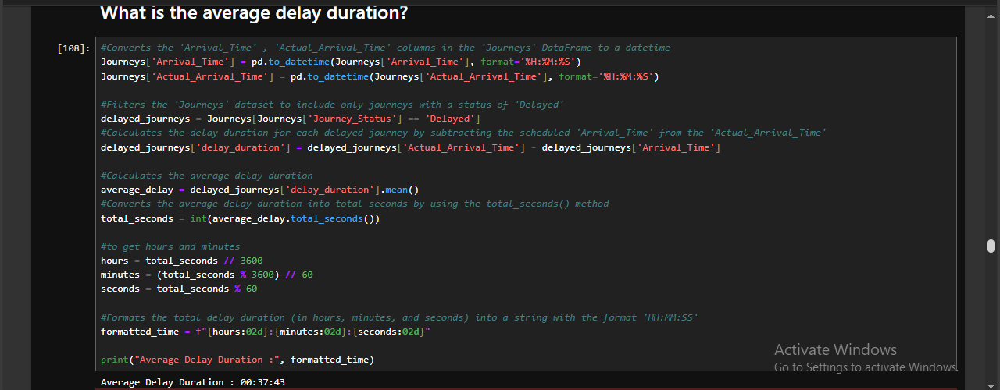 What is the average delay duration?
[108]:
#Converts the 'Arrival_Time' , 'Actual_Arrival_Time' columns in the 'Journeys' DataFrame to a datetime
Journeys['Arrival_Time'] = pd.to_datetime(Journeys['Arrival_Time'], format='%H:%M:%S')
Journeys['Actual_Arrival_Time'] = pd.to_datetime(Journeys['Actual_Arrival_Time'], format='%H:%M:%S')
#Filters the 'Journeys' dataset to include only journeys with a status of 'Delayed'
delayed_journeys = Journeys[Journeys['Journey_Status'] == 'Delayed']
#Calculates the delay duration for each delayed journey by subtracting the scheduled 'Arrival_Time' from the 'Actual_Arrival_Time'
delayed_journeys['delay_duration'] = delayed_journeys['Actual_Arrival_Time'] - delayed_journeys['Arrival_Time']
#Calculates the average delay duration
average_delay = delayed_journeys['delay_duration'].mean()
#Converts the average delay duration into total seconds by using the total_seconds() method
total_seconds = int(average_delay.total_seconds())
#to get hours and minutes
hours = total_seconds // 3600
minutes = (total_seconds % 3600) // 60
seconds = total_seconds % 60
#Formats the total delay duration (in hours, minutes, and seconds) into a string with the format 'HH:MM:SS'
formatted_time = f"{hours:02d}:{minutes:02d}:{seconds:02d}"
print("Average Delay Duration :", formatted_time)
Activate Windows
Go to Settings to activate Windows.
Average Delay Duration : 00:37:43